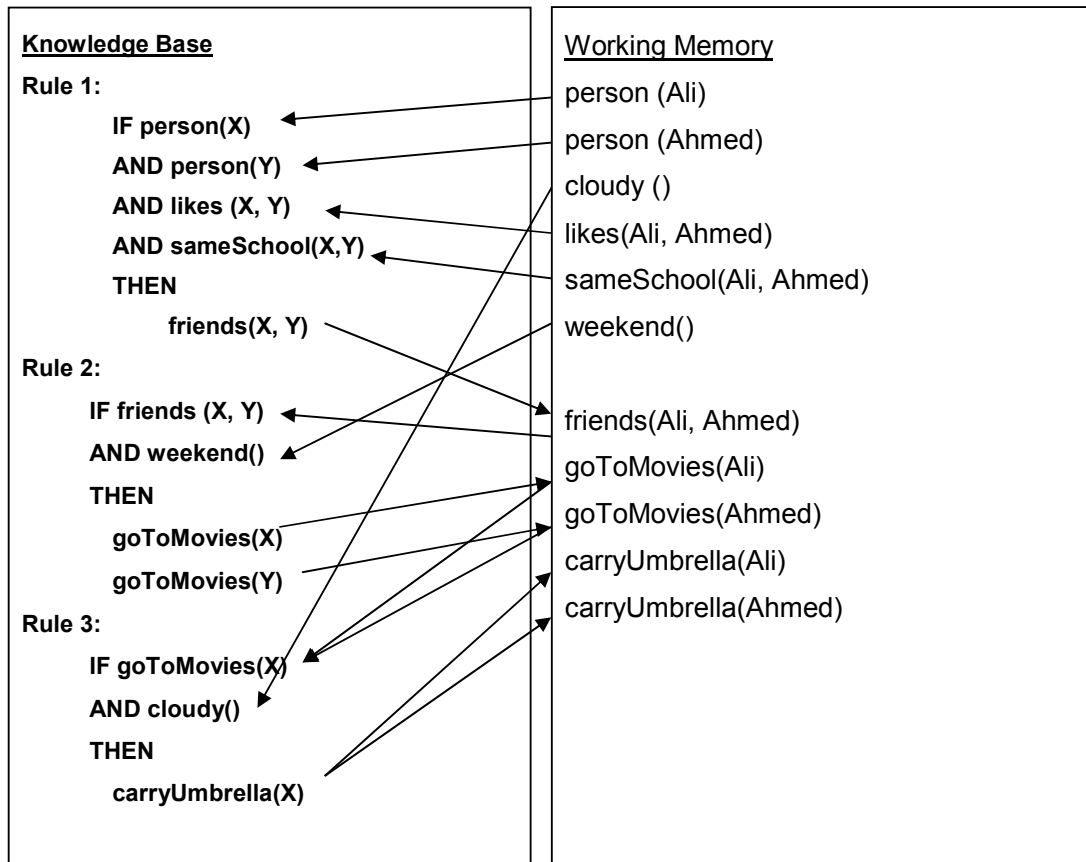 Knowledge Base
Rule 1:
IF person(X)
AND person(Y)
AND likes (X, Y)
AND sameSchool(X,Y)
THEN
friends(X, Y)
Rule 2:
IF friends (X, Y)
AND weekend()
THEN
goToMovies(X)
goToMovies(Y)
Rule 3:
IF goToMovies(X)
AND cloudy()
THEN
carryUmbrella(X)
Working Memory
person (Ali)
person (Ahmed)
cloudy ()
likes(Ali, Ahmed)
sameSchool(Ali, Ahmed)
weekend()
friends(Ali, Ahmed)
goToMovies(Ali)
goToMovies(Ahmed)
carryUmbrella(Ali)
carryUmbrella(Ahmed)